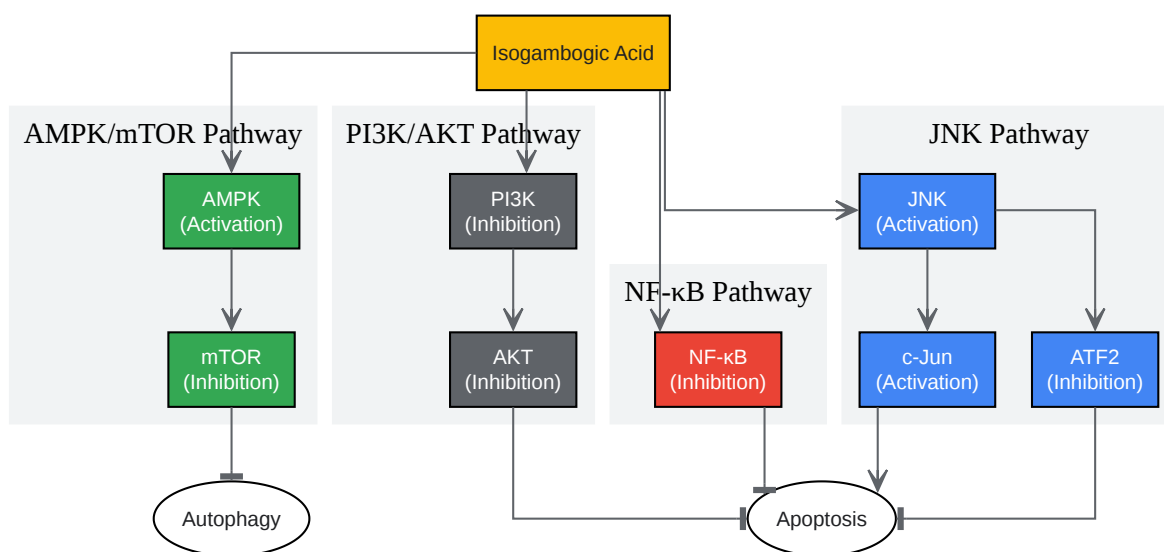 Isogambogic Acid
AMPK/mTOR Pathway
PI3K/AKT Pathway
JNK Pathway
AMPK
(Activation)
PI3K
(Inhibition)
JNK
(Activation)
NF-κB Pathway
mTOR
(Inhibition)
AKT
(Inhibition)
NF-κB
(Inhibition)
c-Jun
(Activation)
ATF2
(Inhibition)
Autophagy
Apoptosis